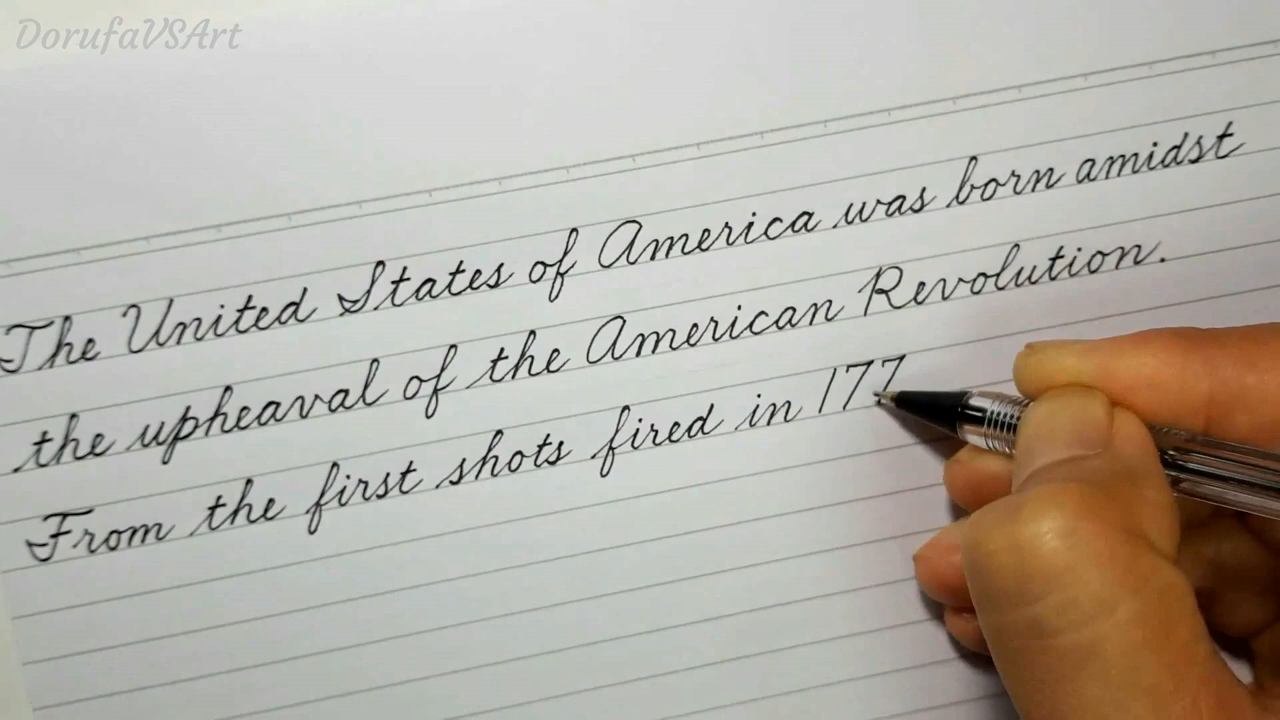 DorufaVSArt
The United States of America was born amidst
the upheaval of the American Revolution.
From the first shots fired in 177